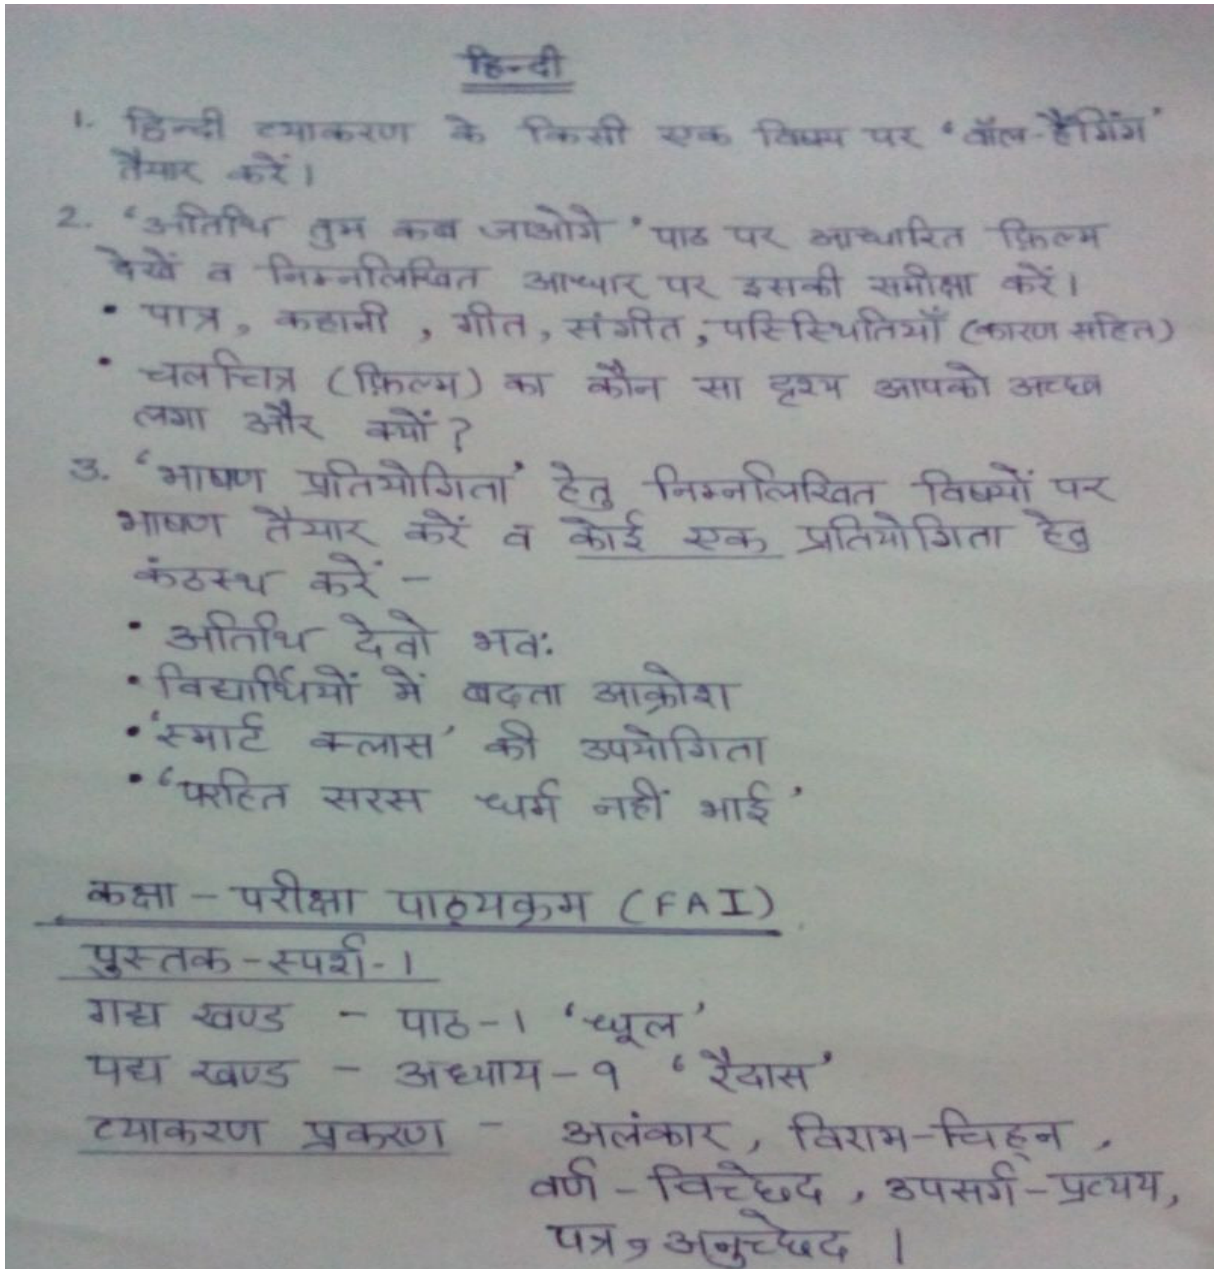 हिन्दी
1. हिन्दी व्याकरण के किसी एक विषय पर 'वॉल-हैंगिंग'
तैयार करें।
2. 'अतिथि तुम कब जाओगे' पाठ पर आधारित फ़िल्म
देखें व निम्नलिखित आधार पर इसकी समीक्षा करें।
• पात्र, कहानी, गीत, संगीत, परिस्थितियाँ (कारण सहित)
• चलचित्र (फ़िल्म) का कौन सा दृश्य आपको अच्छा
लगा और क्यों?
3. 'भाषण प्रतियोगिता' हेतु निम्नलिखित विषयों पर
भाषण तैयार करें व कोई एक प्रतियोगिता हेतु
कंठस्थ करें -
• अतिथि देवो भव:
• विद्यार्थियों में बढता आक्रोश
• 'स्मार्ट क्लास' की उपयोगिता
• 'परहित सरस धर्म नहीं भाई'
कक्षा - परीक्षा पाठ्यक्रम (FAI)
पुस्तक - स्पर्श - 1
गद्य खण्ड - पाठ-1 'धूल'
पद्य खण्ड - अध्याय - 9 'रैदास'
व्याकरण प्रकरण - अलंकार, विराम-चिह्न,
वर्ण - विच्छेद, उपसर्ग-प्रत्यय,
पत्र, अनुच्छेद।